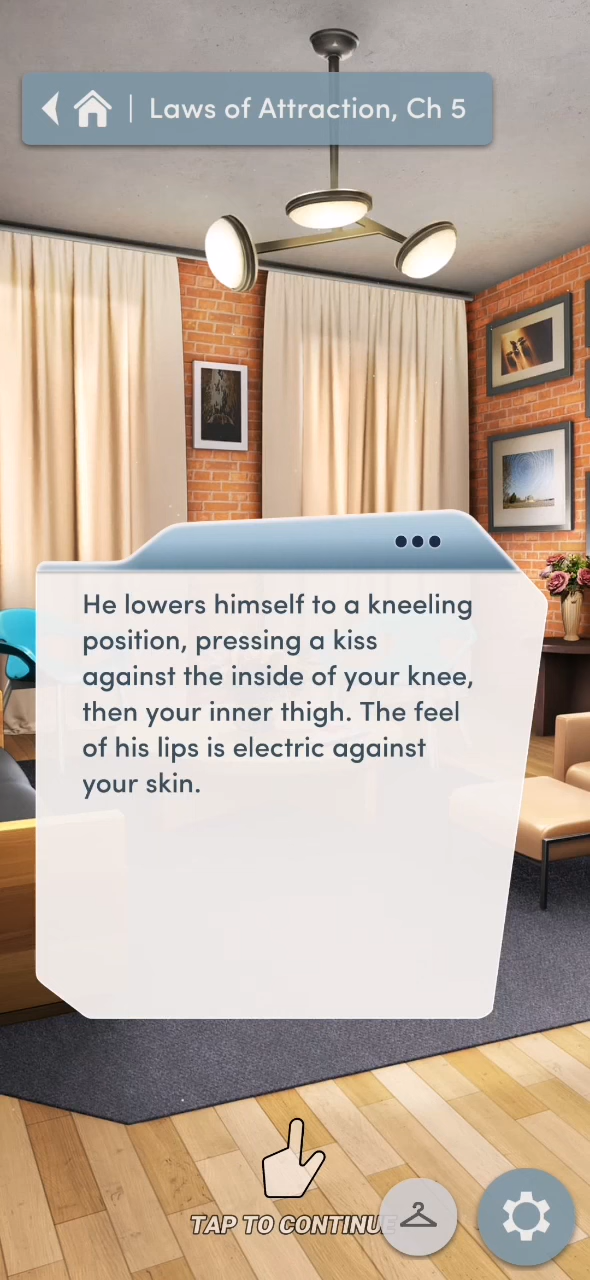 Laws of Attraction, Ch 5
He lowers himself to a kneeling
position, pressing a kiss
against the inside of your knee,
then your inner thigh. The feel
of his lips is electric against
your skin.
TAP TO CONTINUE